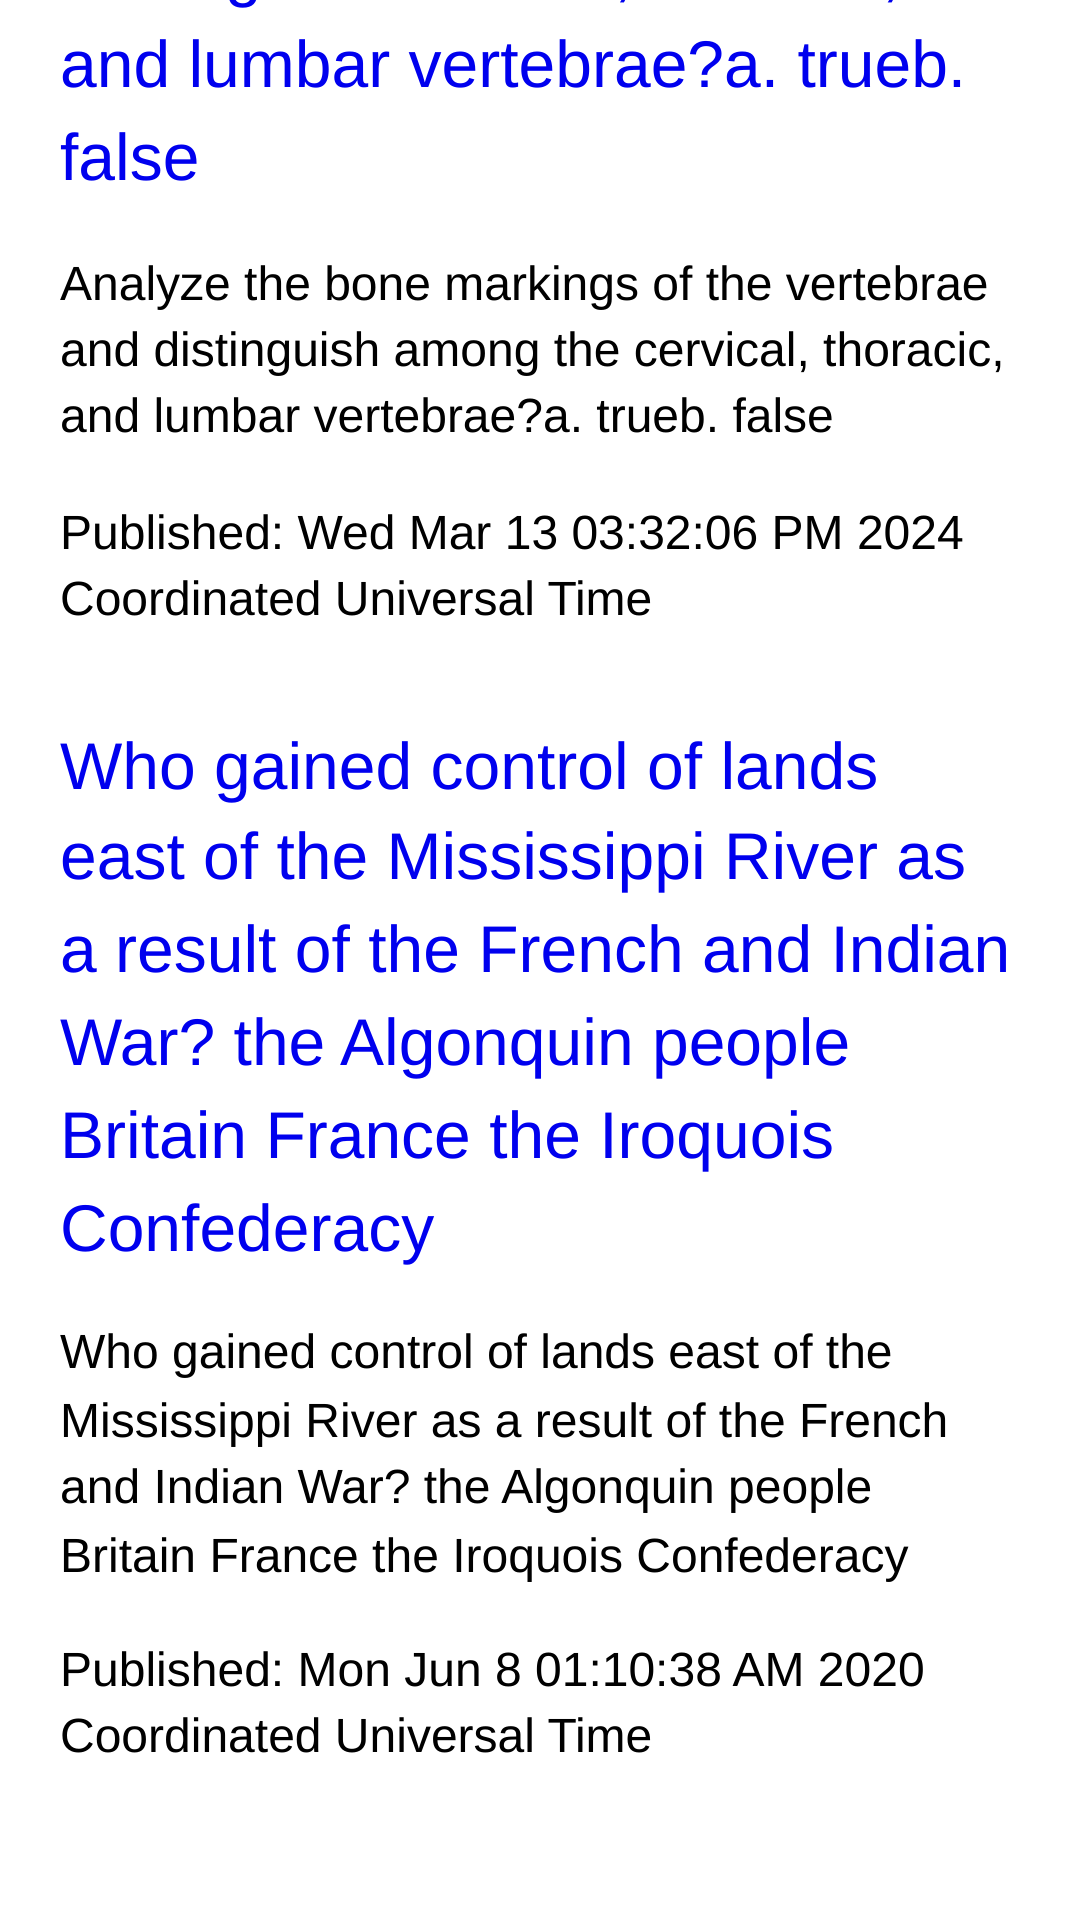 and lumbar vertebrae?a. trueb.
false
Analyze the bone markings of the vertebrae
and distinguish among the cervical, thoracic,
and lumbar vertebrae?a. trueb. false
Published: Wed Mar 13 03:32:06 PM 2024
Coordinated Universal Time
Who gained control of lands
east of the Mississippi River as
a result of the French and Indian
War? the Algonquin people
Britain France the Iroquois
Confederacy
Who gained control of lands east of the
Mississippi River as a result of the French
and Indian War? the Algonquin people
Britain France the Iroquois Confederacy
Published: Mon Jun 8 01:10:38 AM 2020
Coordinated Universal Time